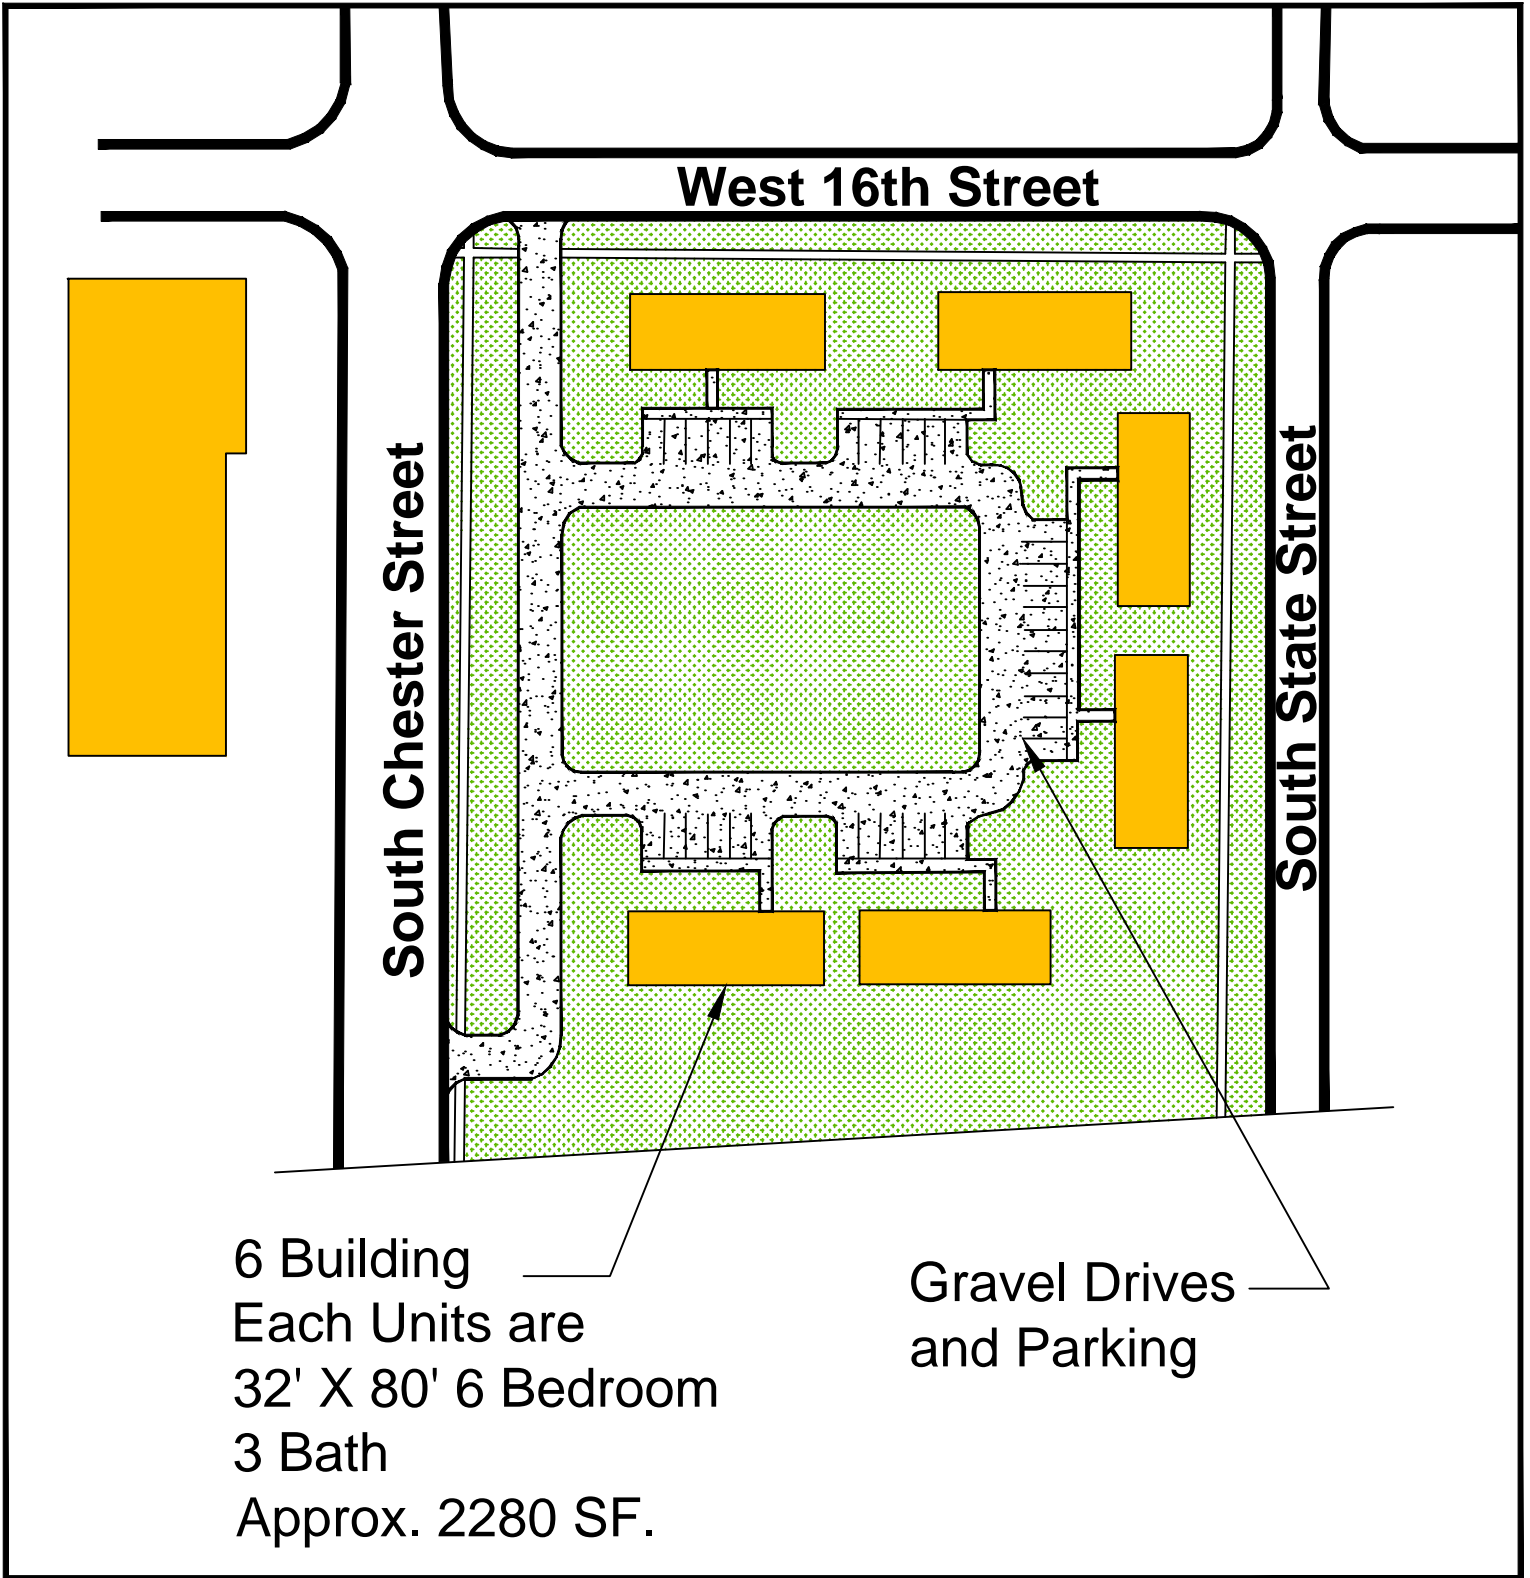 West 16th Street
South Chester Street
South State Street
6 Building
Each Units are
32' X 80' 6 Bedroom
3 Bath
Approx. 2280 SF.
Gravel Drives
and Parking